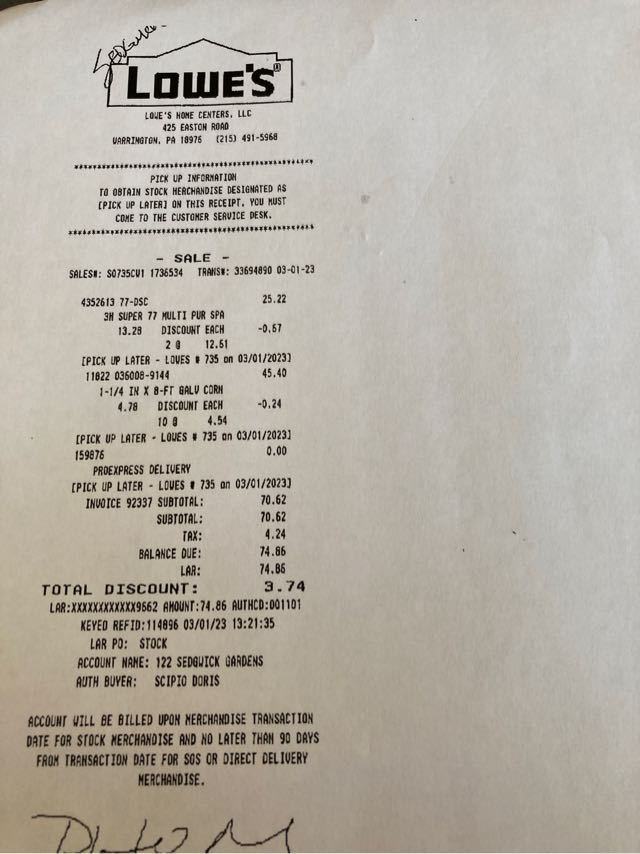 LOWE'S
LOWE'S HOME CENTERS, LLC
425 EASTON ROAD
WARRINGTON, PA 18976 (215) 491-5968
***********************************************
PICK UP INFORMATION
TO OBTAIN STOCK MERCHANDISE DESIGNATED AS
[PICK UP LATER] ON THIS RECEIPT, YOU MUST
COME TO THE CUSTOMER SERVICE DESK.
***********************************************
- SALE -
SALES#: S0735CW1 1736534 TRANS#: 33694890 03-01-23
4352613 77-DSC 25.22
3M SUPER 77 MULTI PUR SPA
13.28 DISCOUNT EACH -0.67
2 @ 12.61
[PICK UP LATER - LOWES # 735 on 03/01/2023]
11822 036008-9144 45.40
1-1/4 IN X 8-FT GALV CORN
4.78 DISCOUNT EACH -0.24
10 @ 4.54
[PICK UP LATER - LOWES # 735 on 03/01/2023]
159876 0.00
PROEXPRESS DELIVERY
[PICK UP LATER - LOWES # 735 on 03/01/2023]
INVOICE 92337 SUBTOTAL: 70.62
SUBTOTAL: 70.62
TAX: 4.24
BALANCE DUE: 74.86
LAR: 74.86
TOTAL DISCOUNT: 3.74
LAR:XXXXXXXXXXXX9662 AMOUNT:74.86 AUTHCD:001101
KEYED REFID:114896 03/01/23 13:21:35
LAR PO: STOCK
ACCOUNT NAME: 122 SEDGWICK GARDENS
AUTH BUYER: SCIPIO DORIS
ACCOUNT WILL BE BILLED UPON MERCHANDISE TRANSACTION
DATE FOR STOCK MERCHANDISE AND NO LATER THAN 90 DAYS
FROM TRANSACTION DATE FOR SOS OR DIRECT DELIVERY
MERCHANDISE.